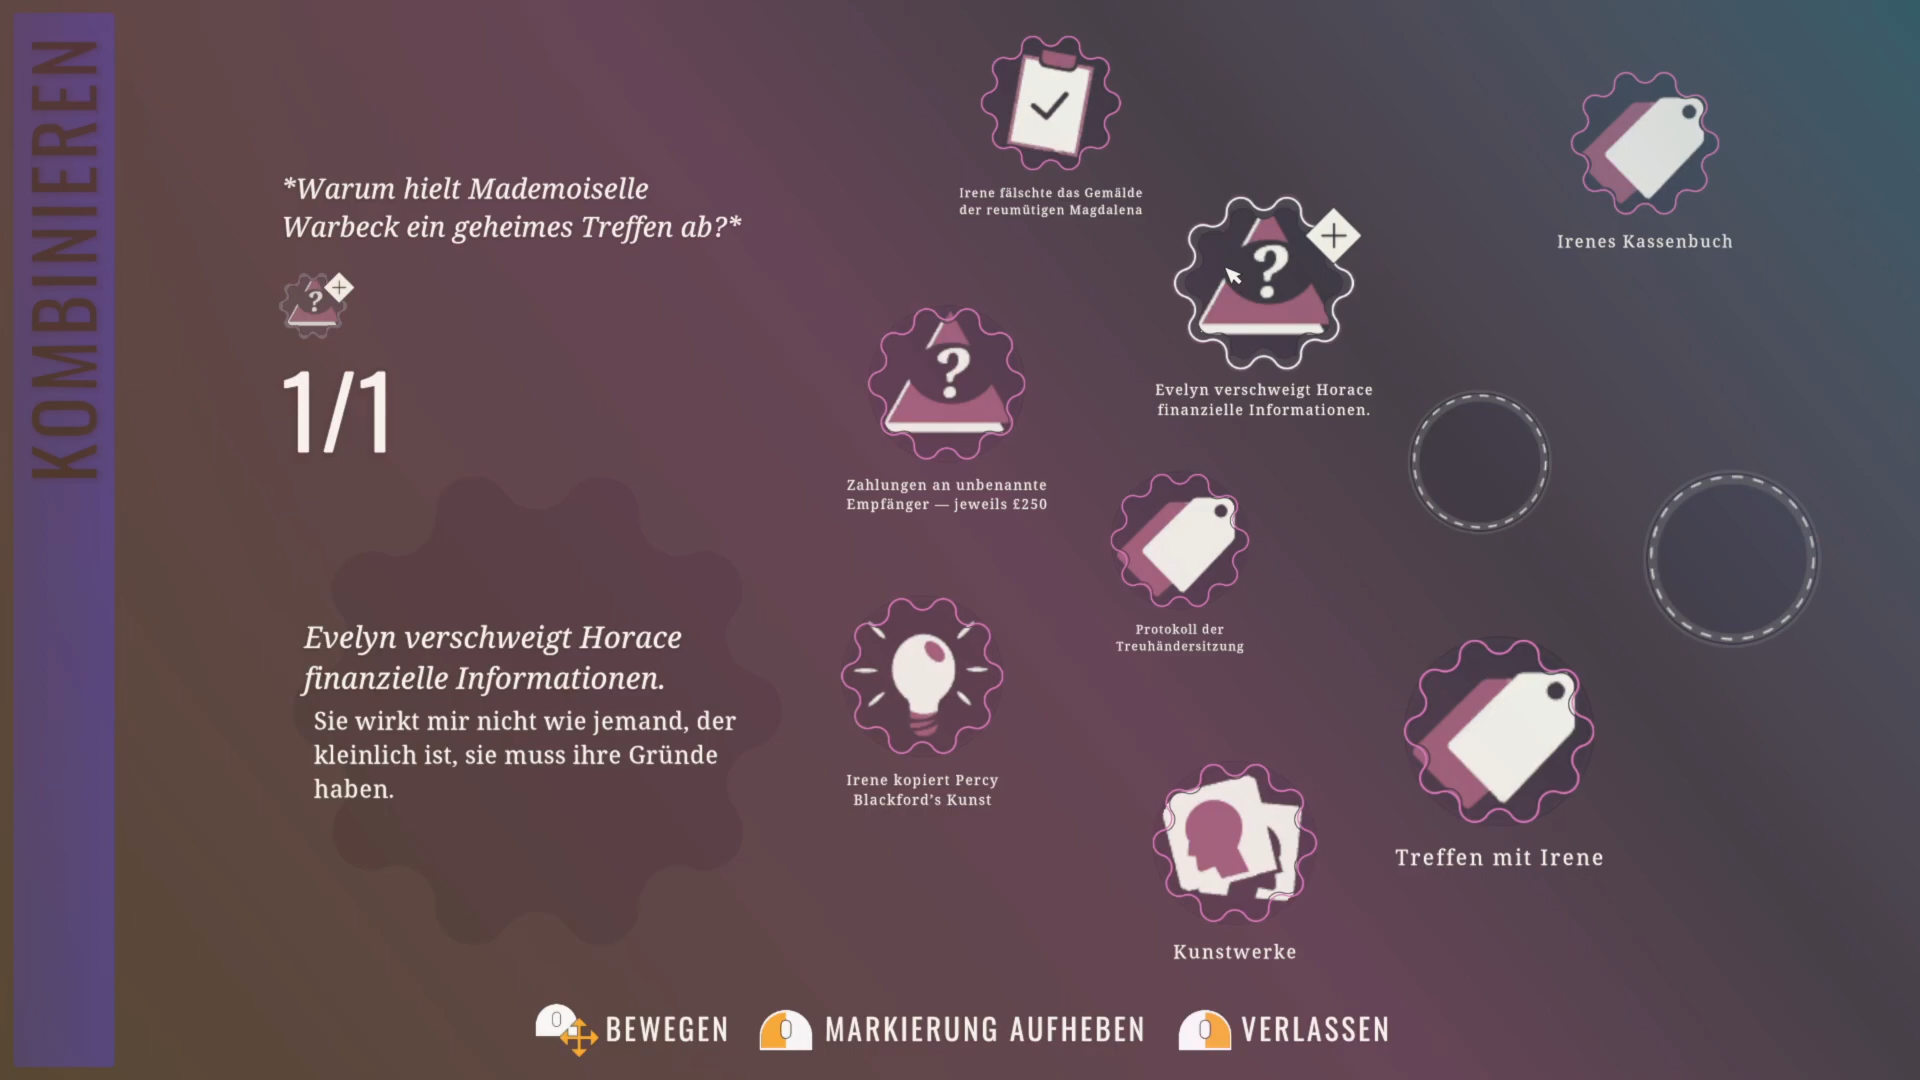 KOMBINIEREN
*Warum hielt Mademoiselle
Warbeck ein geheimes Treffen ab?*
1/1
Evelyn verschweigt Horace
finanzielle Informationen.
Sie wirkt mir nicht wie jemand, der
kleinlich ist, sie muss ihre Gründe
haben.
Irene fälschte das Gemälde
der reumütigen Magdalena
Irenes Kassenbuch
Evelyn verschweigt Horace
finanzielle Informationen.
Zahlungen an unbenannte
Empfänger — jeweils £250
Protokoll der
Treuhändersitzung
Irene kopiert Percy
Blackford's Kunst
Treffen mit Irene
Kunstwerke
BEWEGEN
MARKIERUNG AUFHEBEN
VERLASSEN